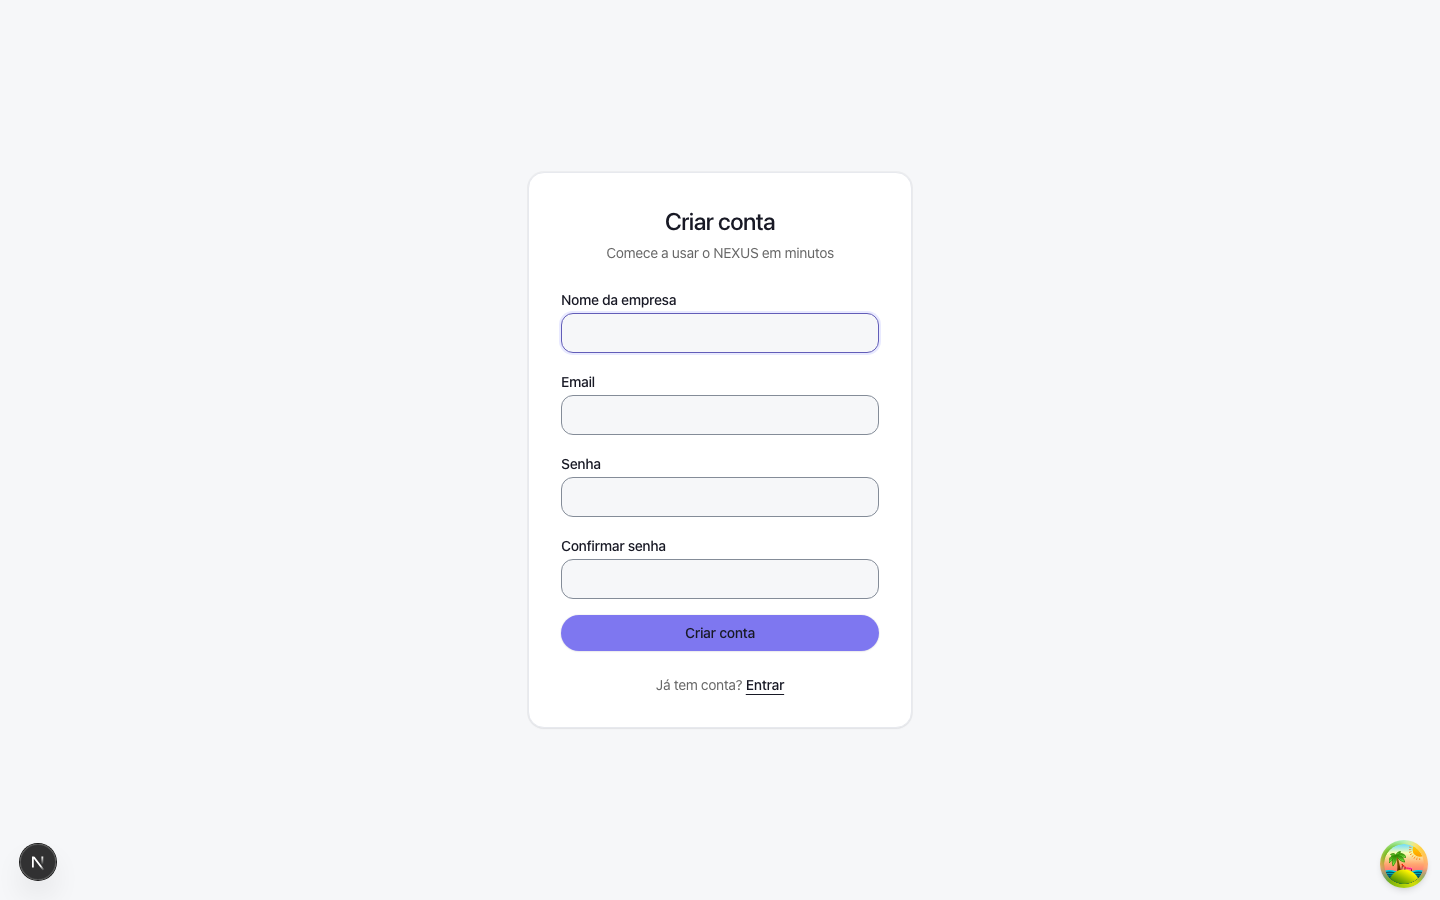 Criar conta
Comece a usar o NEXUS em minutos
Nome da empresa
Email
Senha
Confirmar senha
Criar conta
Já tem conta? Entrar
N